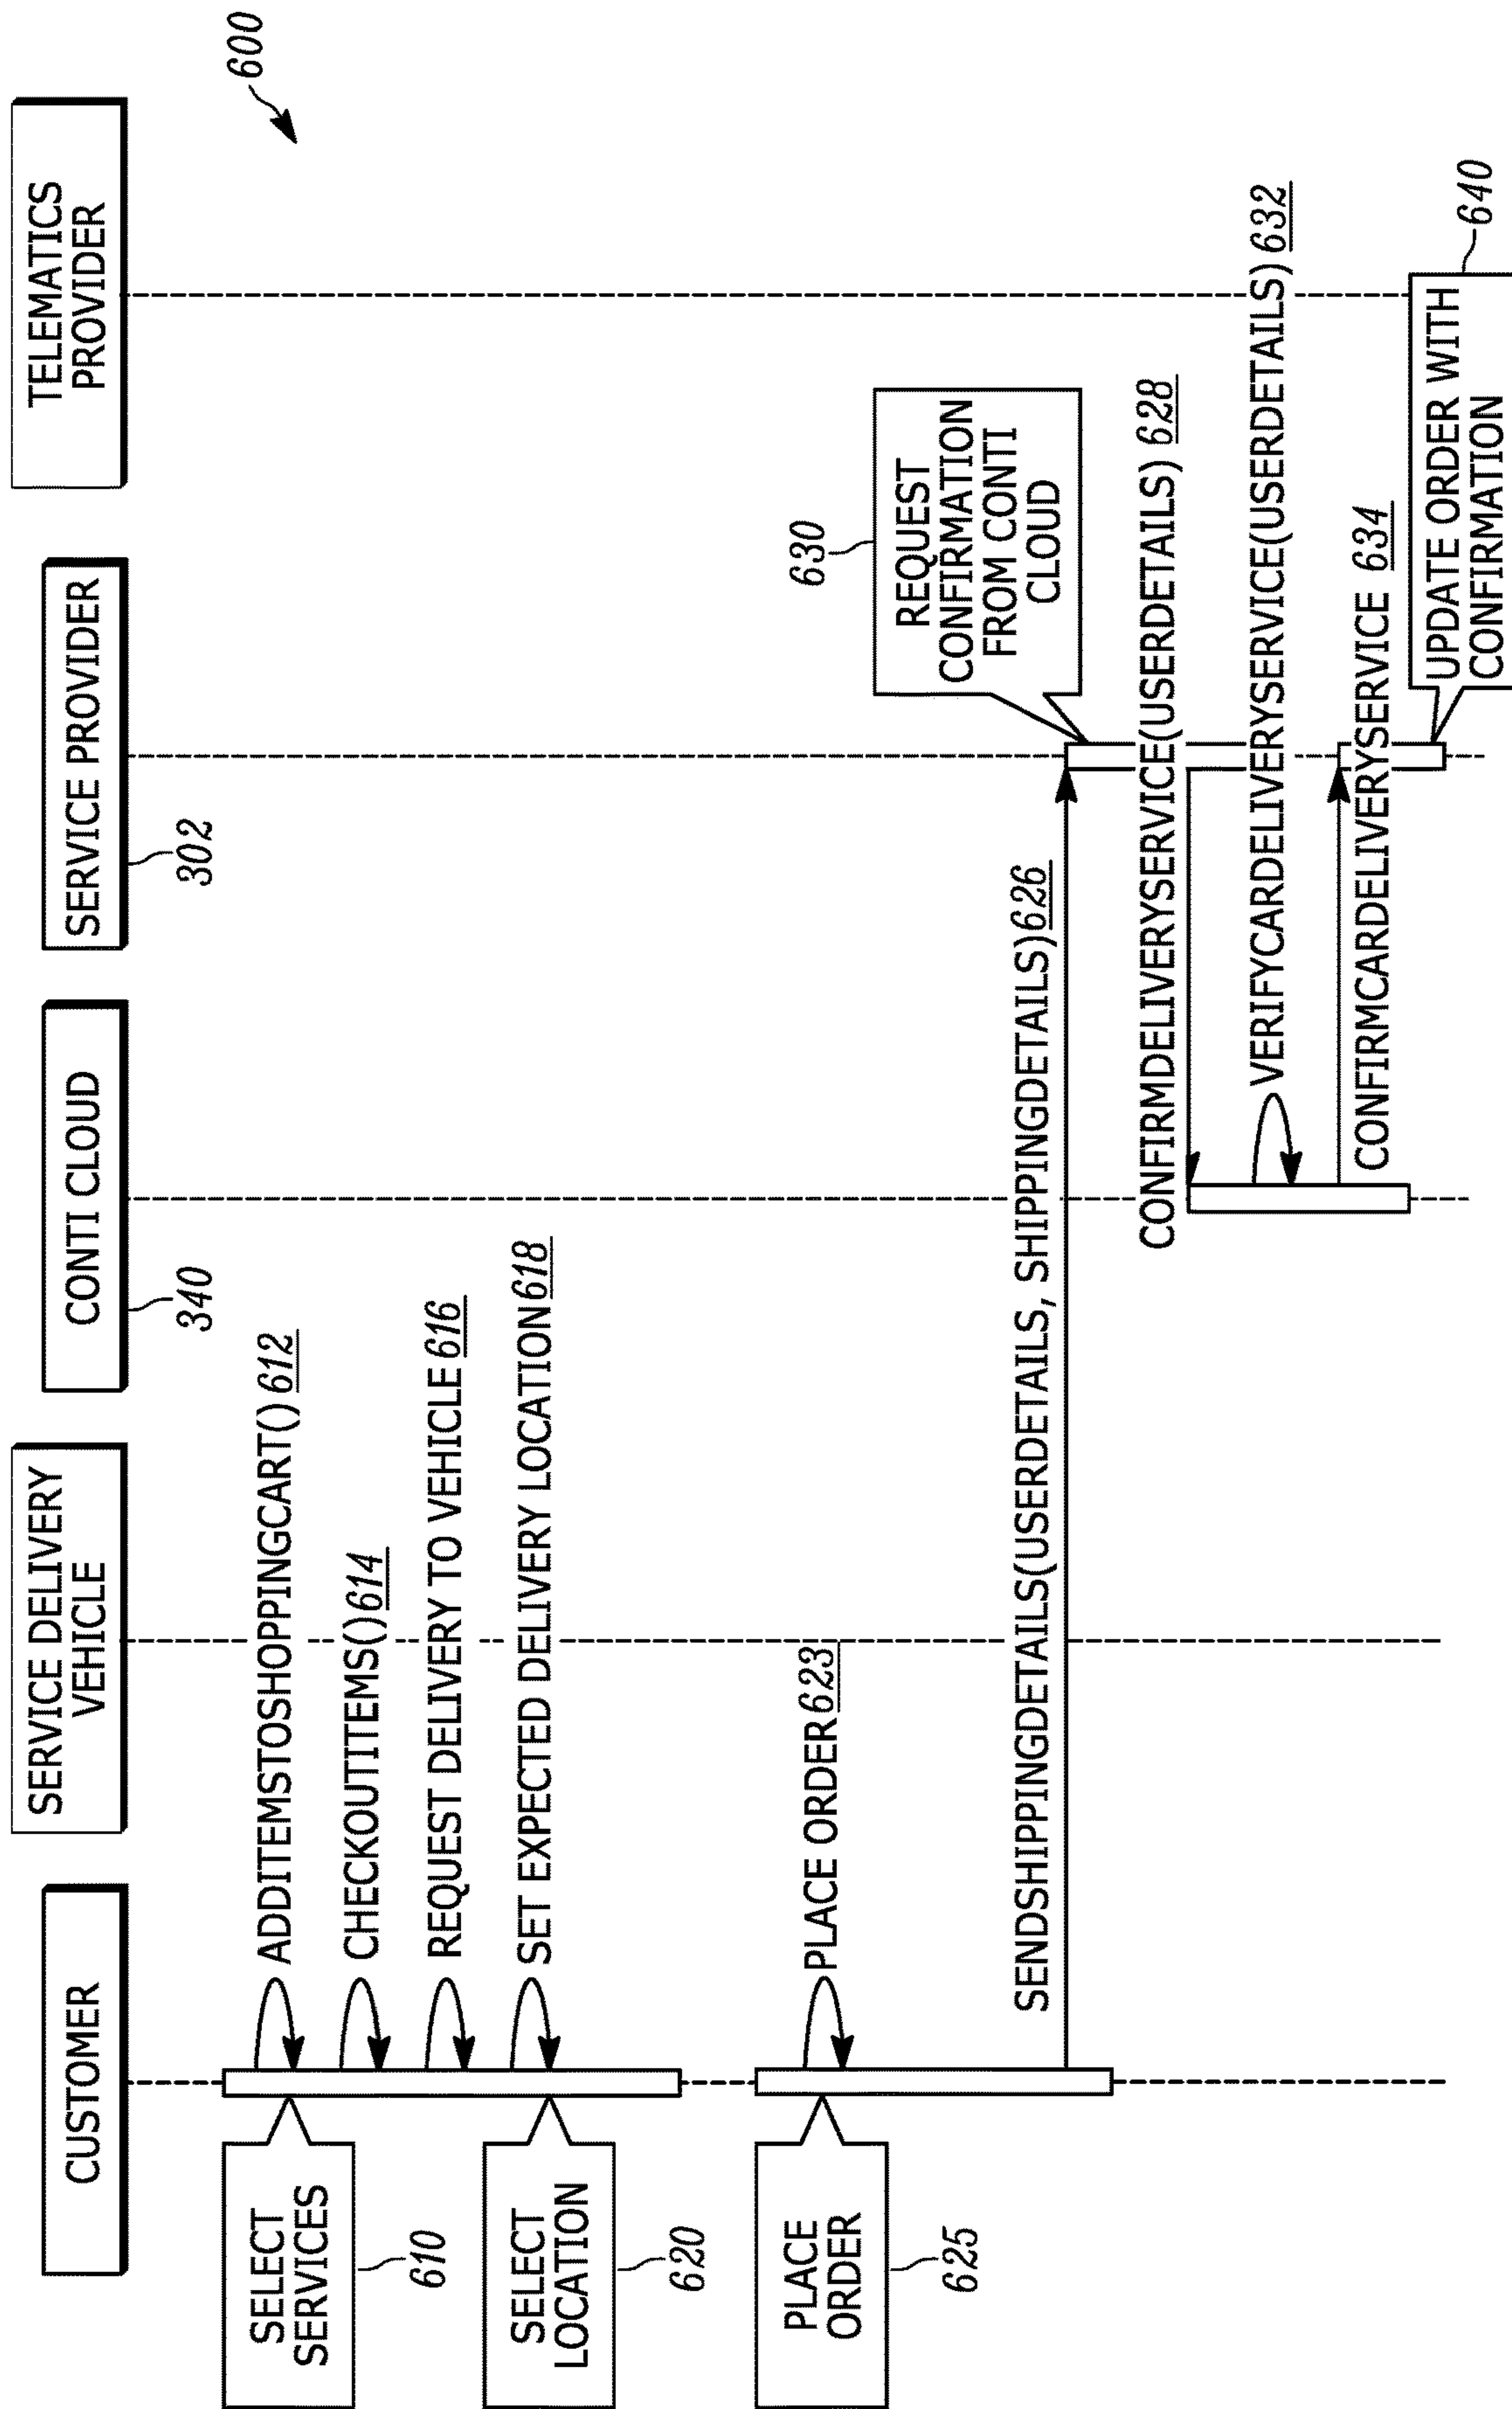 CUSTOMER
SERVICE DELIVERY
VEHICLE
CONTI CLOUD
340
SERVICE PROVIDER
302
TELEMATICS
PROVIDER
600
SELECT
SERVICES
610
ADDITEMSTOSHOPPINGCART() 612
CHECKOUTITEMS() 614
REQUEST DELIVERY TO VEHICLE 616
SELECT
LOCATION
620
SET EXPECTED DELIVERY LOCATION 618
PLACE
ORDER
625
PLACE ORDER 623
SENDSHIPPINGDETAILS(USERDETAILS, SHIPPINGDETAILS) 626
630
REQUEST
CONFIRMATION
FROM CONTI
CLOUD
CONFIRMDELIVERYSERVICE(USERDETAILS) 628
VERIFYCARDELIVERYSERVICE(USERDETAILS) 632
CONFIRMCARDELIVERYSERVICE 634
UPDATE ORDER WITH
CONFIRMATION
640